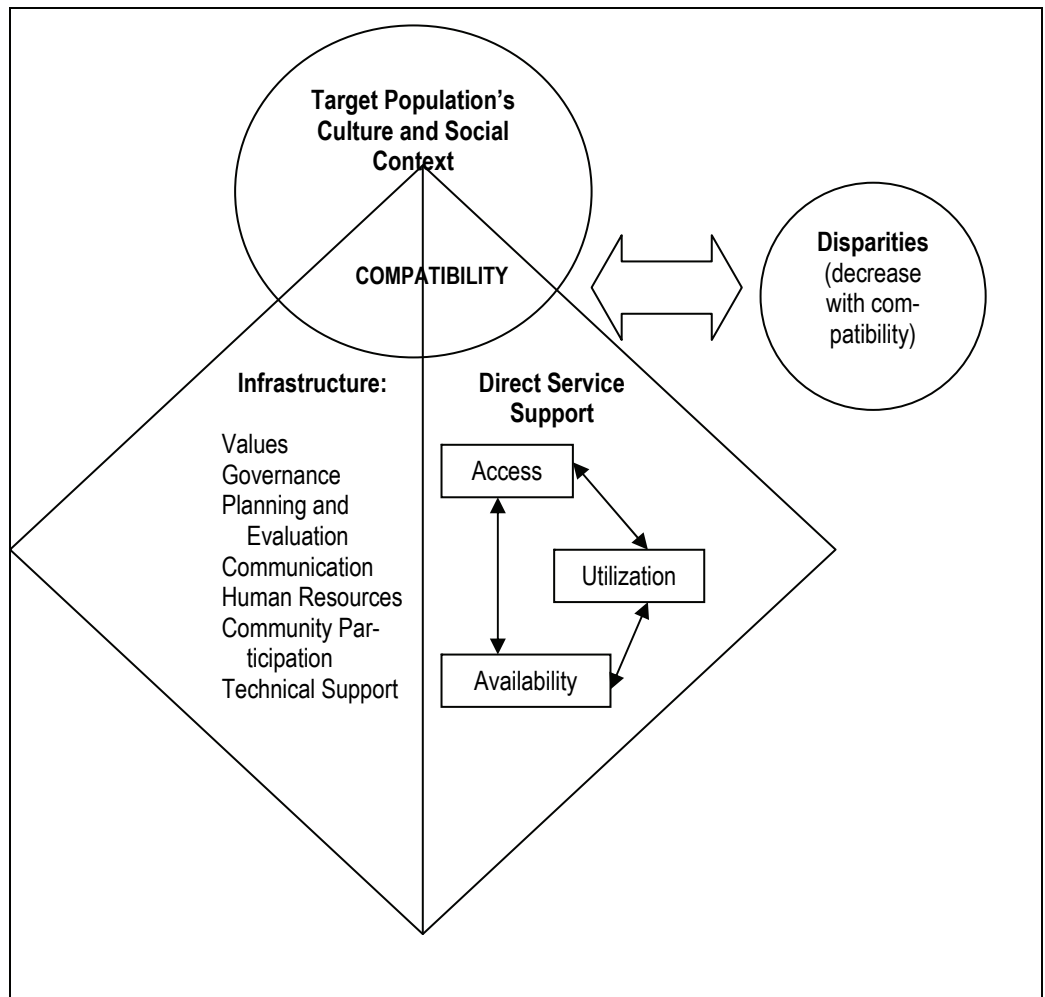 Target Population’s
Culture and Social
Context
COMPATIBILITY
Disparities
(decrease
with com-
patibility)
Infrastructure:
Values
Governance
Planning and
Evaluation
Communication
Human Resources
Community Par-
ticipation
Technical Support
Direct Service
Support
Access
Utilization
Availability